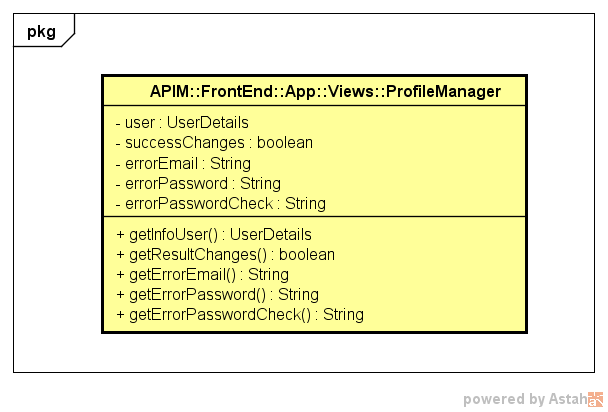 pkg
APIM::FrontEnd::App::Views::ProfileManager
- user : UserDetails
- successChanges : boolean
- errorEmail : String
- errorPassword : String
- errorPasswordCheck : String
+ getInfoUser() : UserDetails
+ getResultChanges() : boolean
+ getErrorEmail() : String
+ getErrorPassword() : String
+ getErrorPasswordCheck() : String
powered by Astah